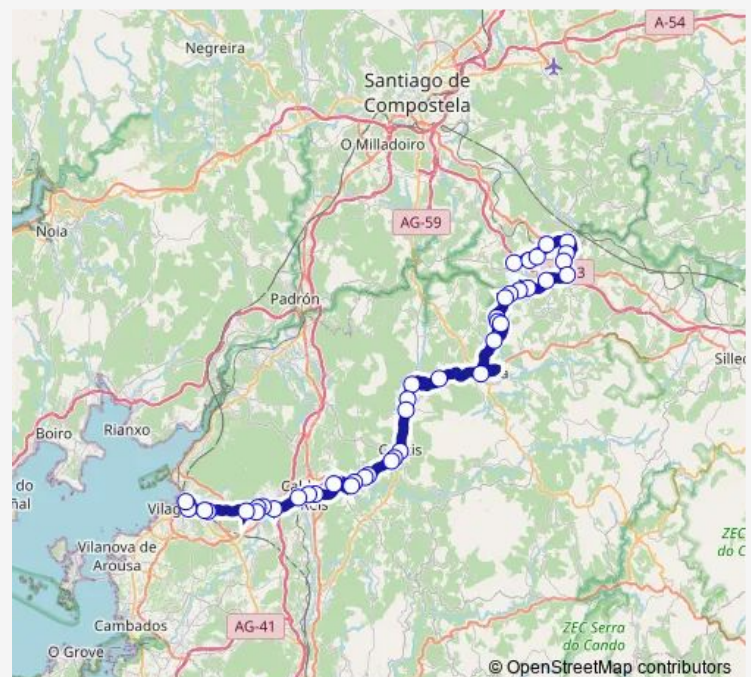 A-54
Negreira
Santiago de
Compostela
O Milladoiro
Noia
AG-59
3
Padrón
Silled
Rianxo
Boiro
do
ñal
Vilag
Vilanova de
Arousa
Cambados
AG-41
O Grove
ZEC
do C
ZEC Serra
do Cando
© OpenStreetMap contributors